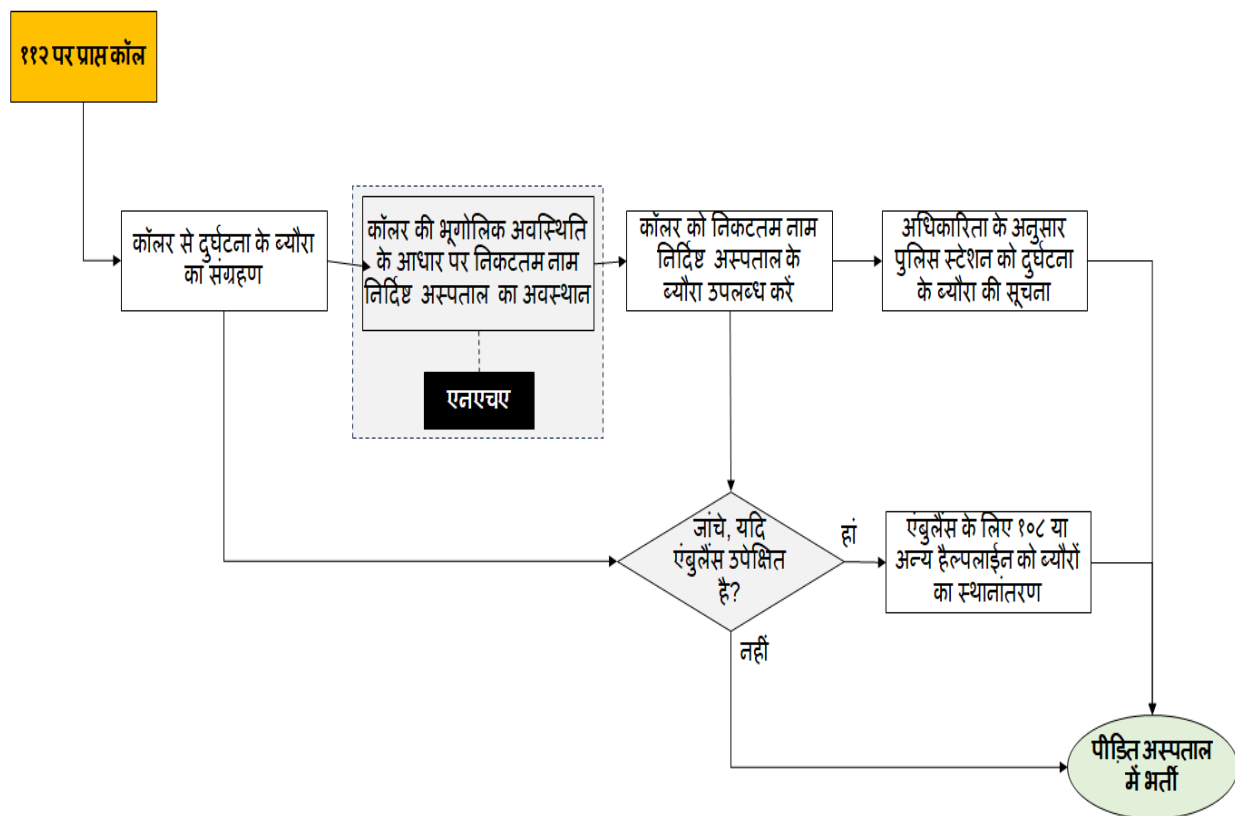 ११२ पर प्राप्त कॉल
कॉलर से दुर्घटना के ब्यौरा
का संग्रहण
कॉलर की भूगोलिक अवस्थिति
के आधार पर निकटतम नाम
निर्दिष्ट अस्पताल का अवस्थान
एनएचए
कॉलर को निकटतम नाम
निर्दिष्ट अस्पताल के
ब्यौरा उपलब्ध करें
अधिकारिता के अनुसार
पुलिस स्टेशन को दुर्घटना
के ब्यौरा की सूचना
जांचे, यदि
एंबुलैंस उपेक्षित
है?
हां
एंबुलैंस के लिए १०८ या
अन्य हैल्पलाईन को ब्यौरों
का स्थानांतरण
नहीं
पीड़ित अस्पताल
में भर्ती